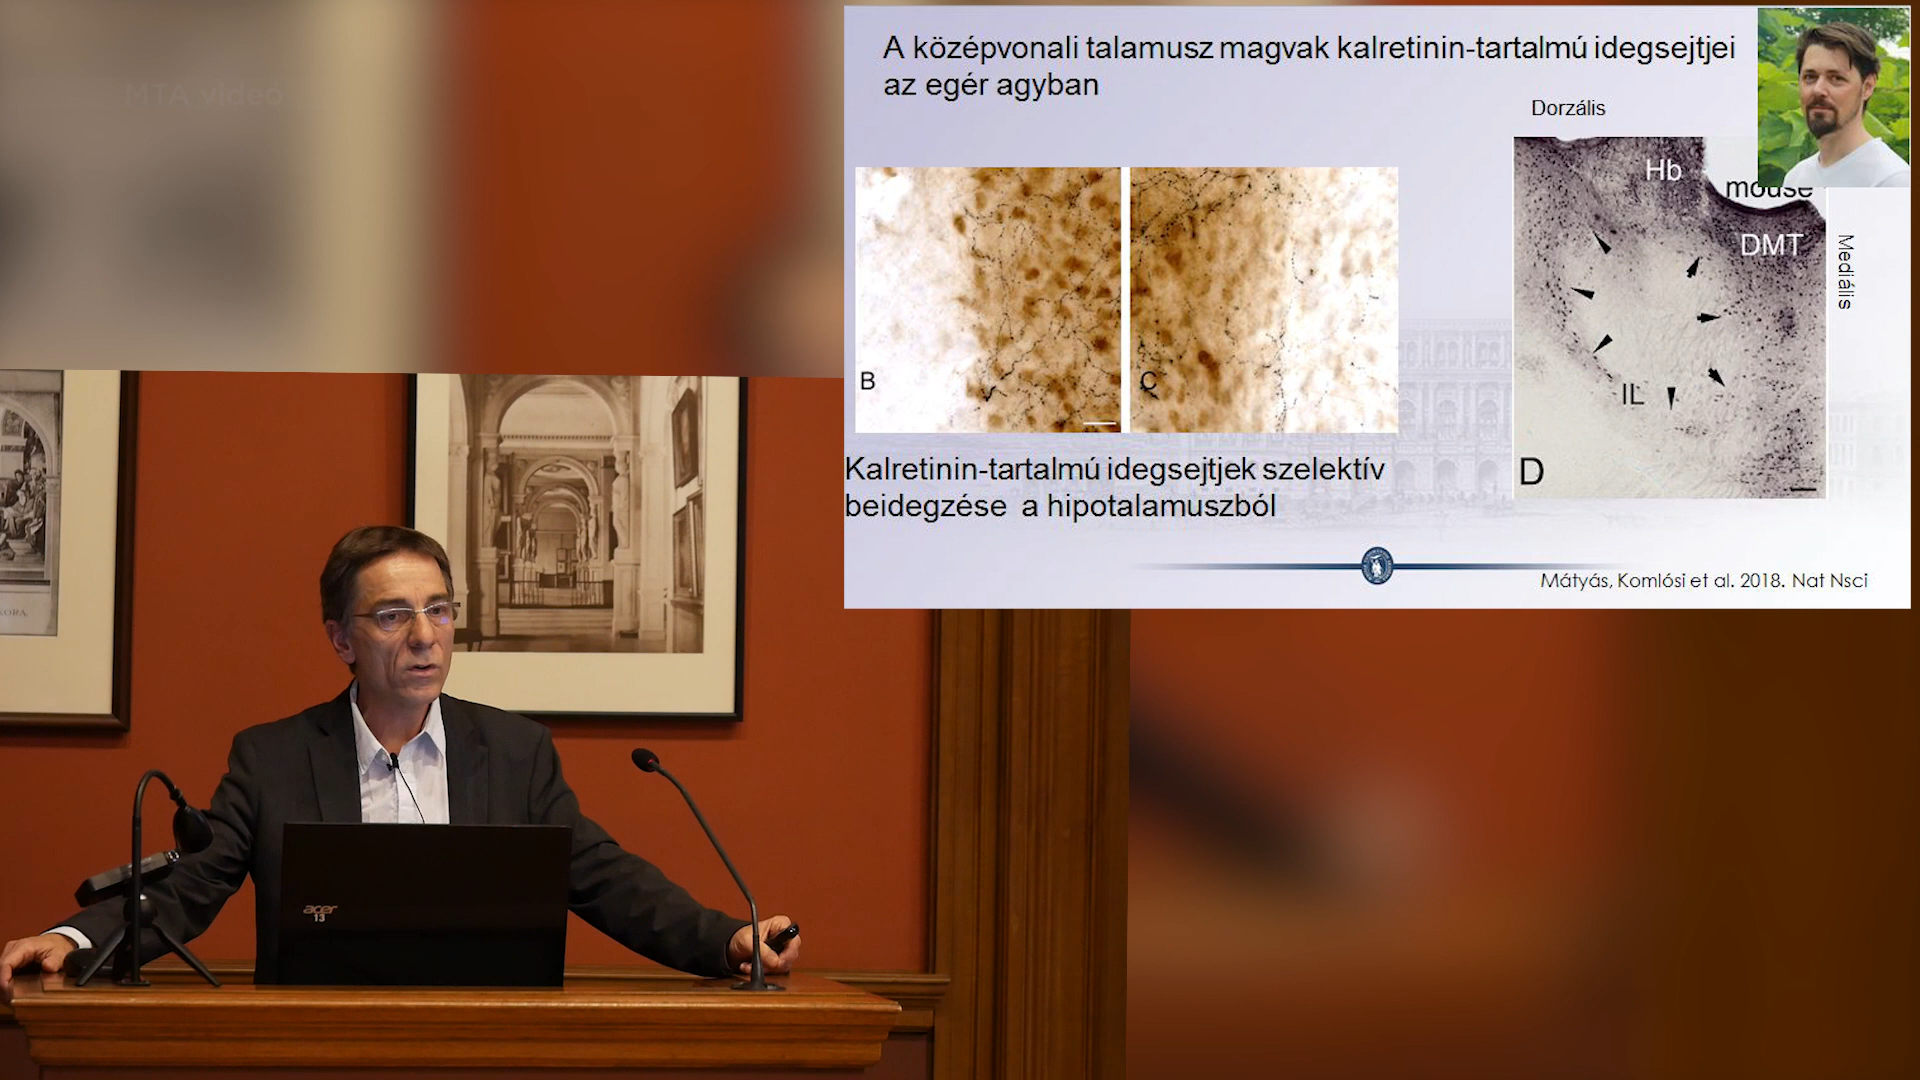 MTA videó
A középvonali talamusz magvak kalretinin-tartalmú idegsejtjei
az egér agyban
Dorzális
Hb
mouse
DMT
Mediális
B
C
IL
D
Kalretinin-tartalmú idegsejtjek szelektív
beidegzése a hipotalamuszból
Mátyás, Komlósi et al. 2018. Nat Nsci
acer
13